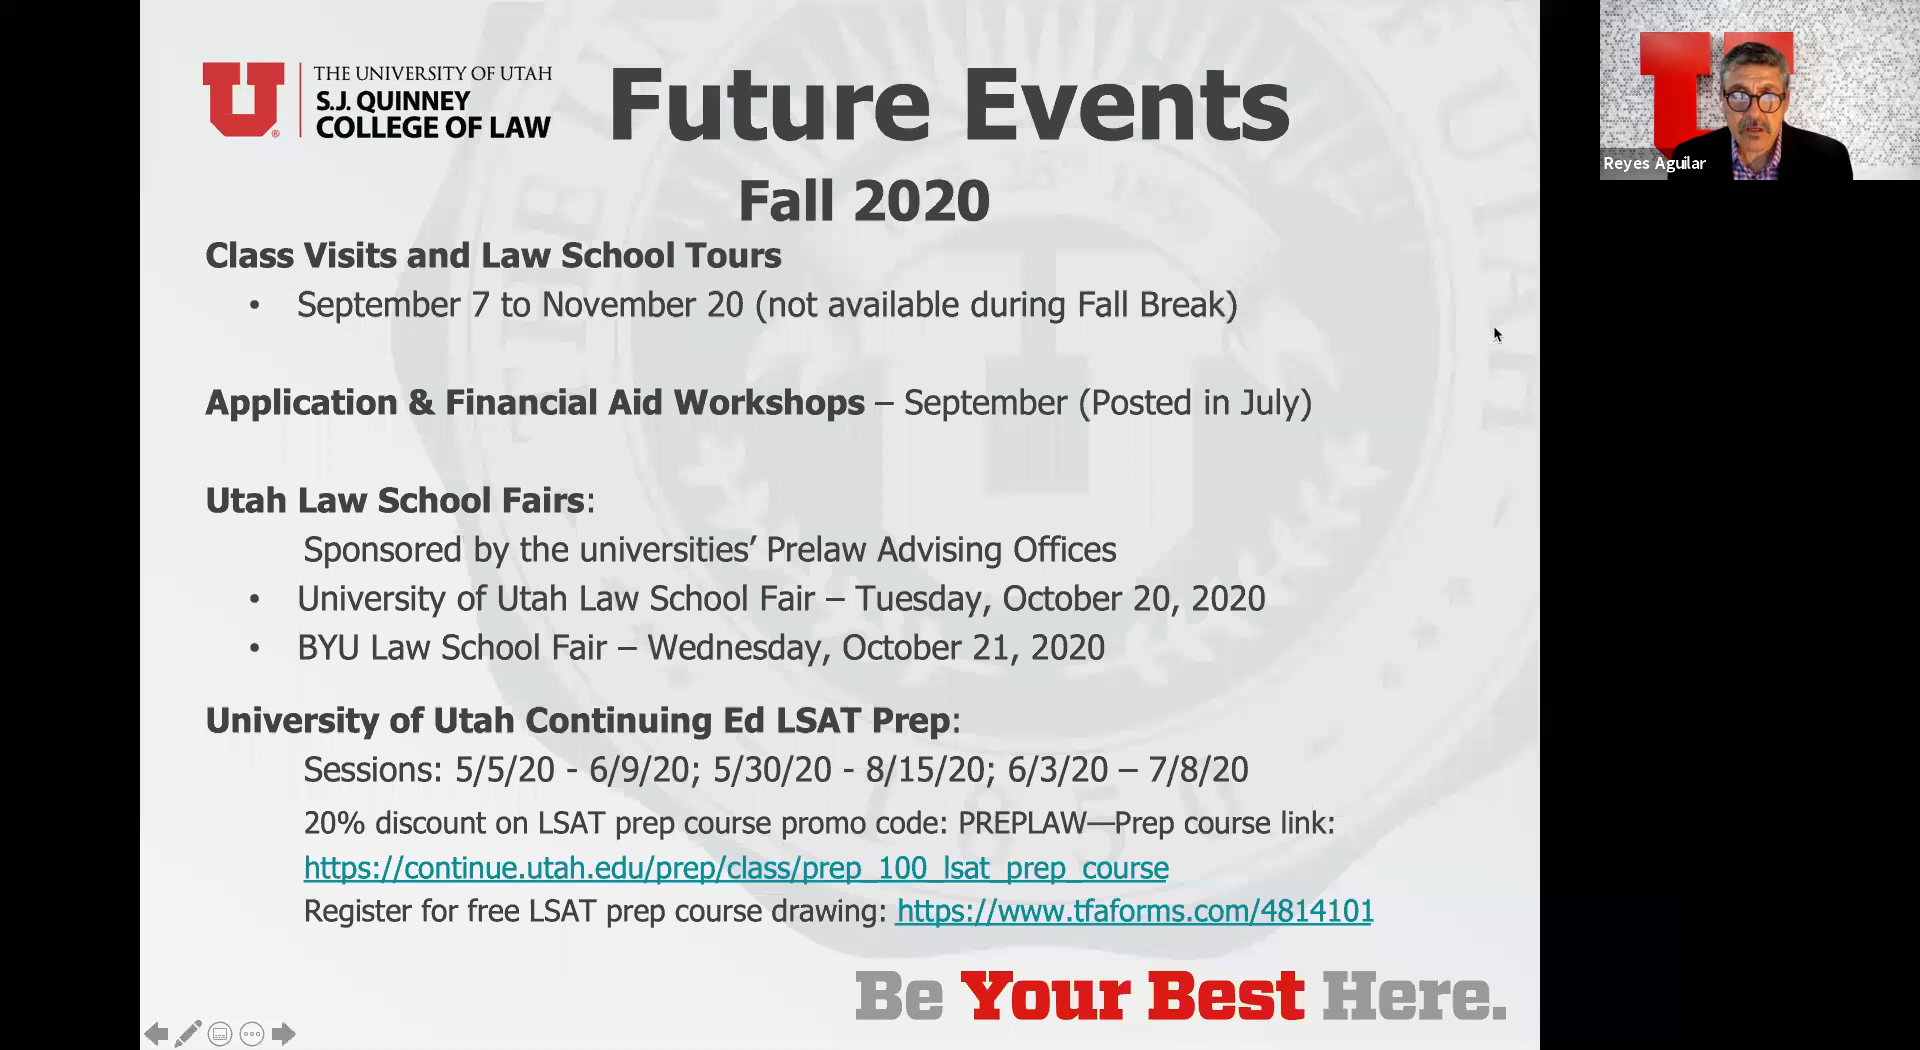 THE UNIVERSITY OF UTAH
S.J. QUINNEY
COLLEGE OF LAW
Future Events
Fall 2020
Class Visits and Law School Tours
• September 7 to November 20 (not available during Fall Break)
Application & Financial Aid Workshops – September (Posted in July)
Utah Law School Fairs:
Sponsored by the universities’ Prelaw Advising Offices
• University of Utah Law School Fair – Tuesday, October 20, 2020
• BYU Law School Fair – Wednesday, October 21, 2020
University of Utah Continuing Ed LSAT Prep:
Sessions: 5/5/20 - 6/9/20; 5/30/20 - 8/15/20; 6/3/20 – 7/8/20
20% discount on LSAT prep course promo code: PREPLAW—Prep course link:
https://continue.utah.edu/prep/class/prep_100_lsat_prep_course
Register for free LSAT prep course drawing: https://www.tfaforms.com/4814101
Be Your Best Here.
Reyes Aguilar